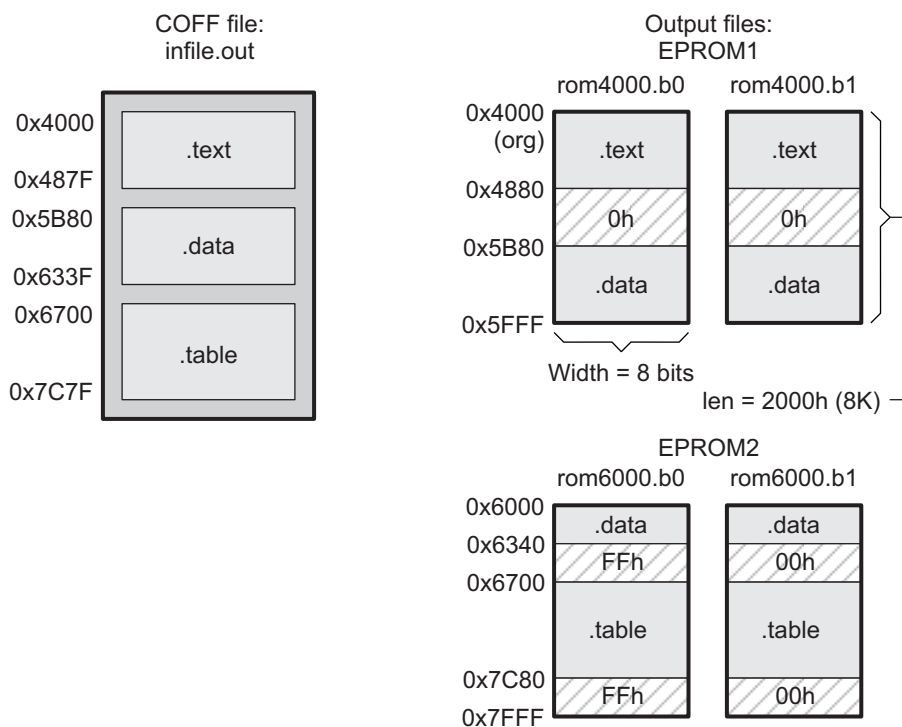 COFF file:
infile.out
0x4000
.text
0x487F
0x5B80
.data
0x633F
0x6700
.table
0x7C7F
Output files:
EPROM1
rom4000.b0 rom4000.b1
0x4000
(org)
.text .text
0x4880
0h 0h
0x5B80
.data .data
0x5FFF
Width = 8 bits
len = 2000h (8K)
EPROM2
rom6000.b0 rom6000.b1
0x6000
.data .data
0x6340
FFh 00h
0x6700
.table .table
0x7C80
FFh 00h
0x7FFF